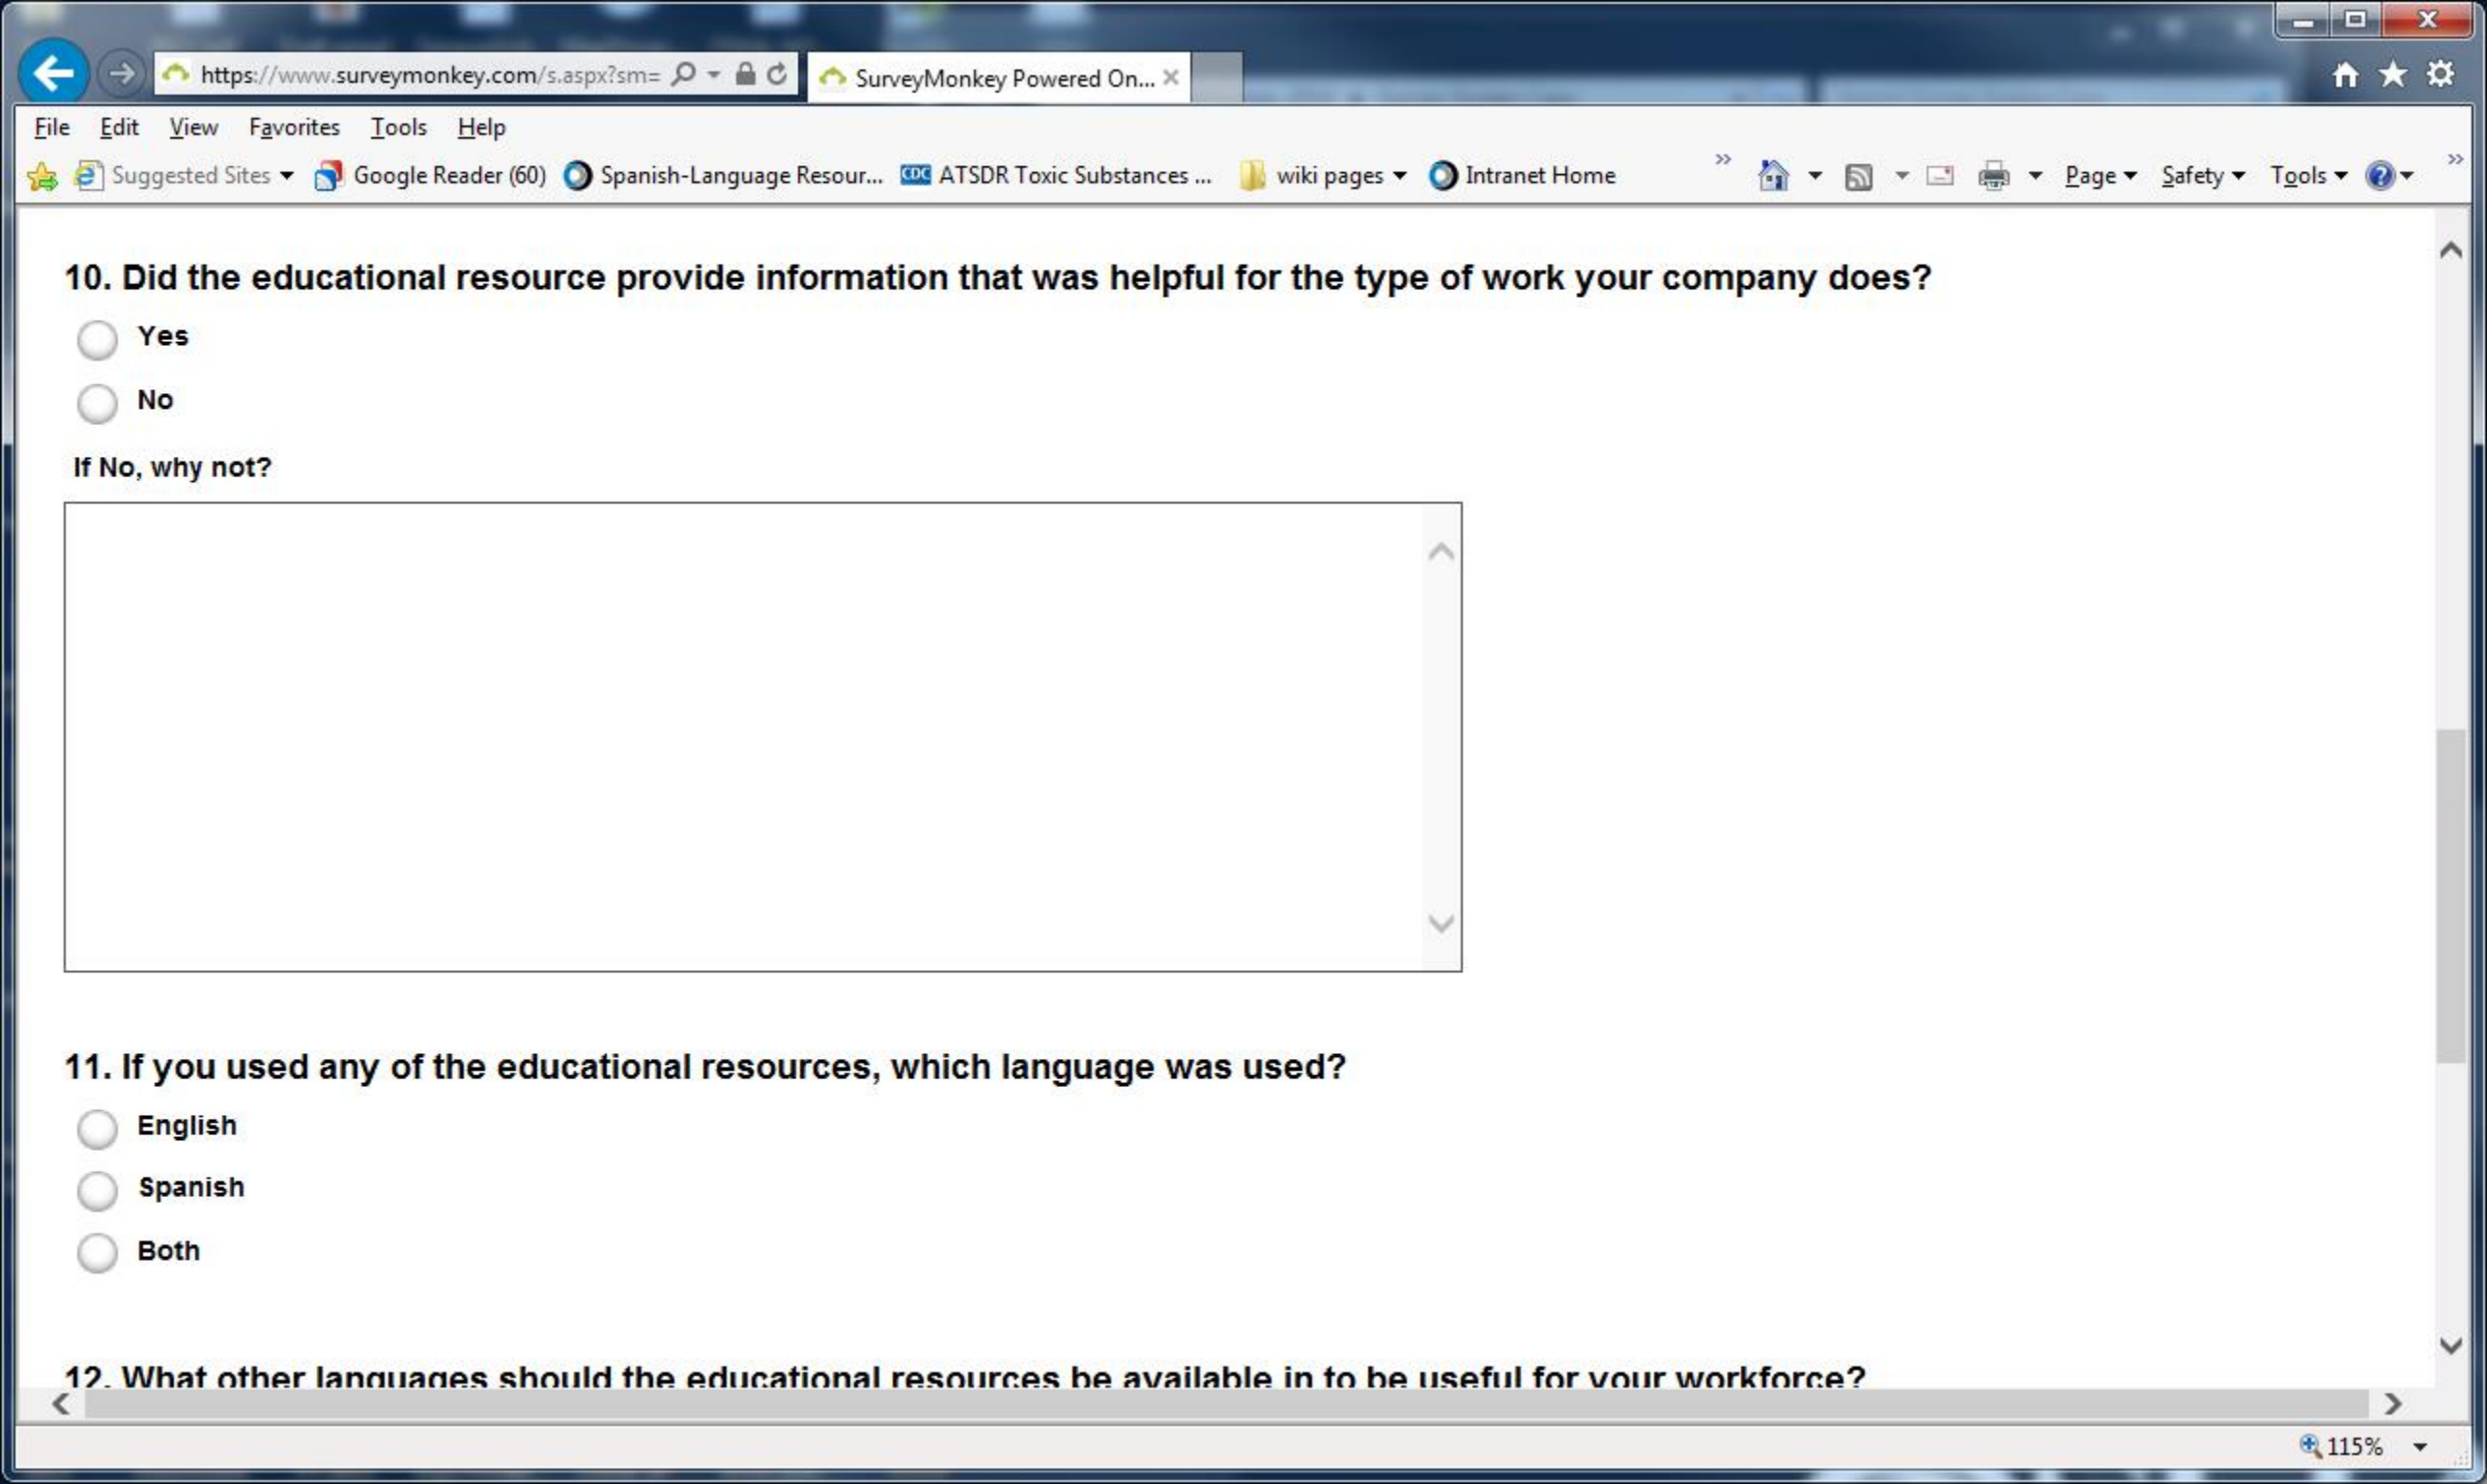 https://www.surveymonkey.com/s.aspx?sm=
SurveyMonkey Powered On...
File Edit View Favorites Tools Help
Suggested Sites Google Reader (60) Spanish-Language Resour... CDC ATSDR Toxic Substances ... wiki pages Intranet Home Page Safety Tools
10. Did the educational resource provide information that was helpful for the type of work your company does?
Yes
No
If No, why not?
11. If you used any of the educational resources, which language was used?
English
Spanish
Both
12. What other languages should the educational resources be available in to be useful for your workforce?
115%